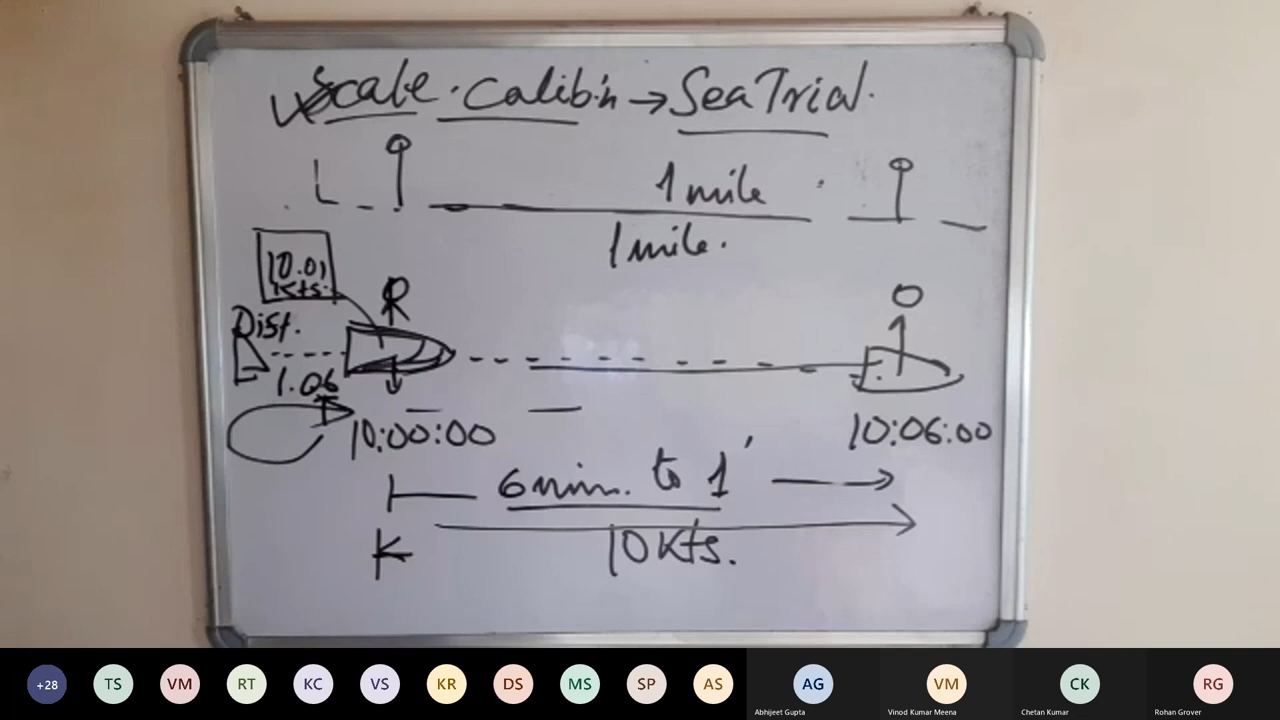 Scale. Calib'n → Sea Trial.
1 mile
1 mile.
10.01
Kts.
R
O
Dist.
1.06
10:00:00
10:06:00
6 min. to 1'
10 Kts.
+28
TS
VM
RT
KC
VS
KR
DS
MS
SP
AS
AG
VM
CK
RG
Abhijeet Gupta
Vinod Kumar Meena
Chetan Kumar
Rohan Grover